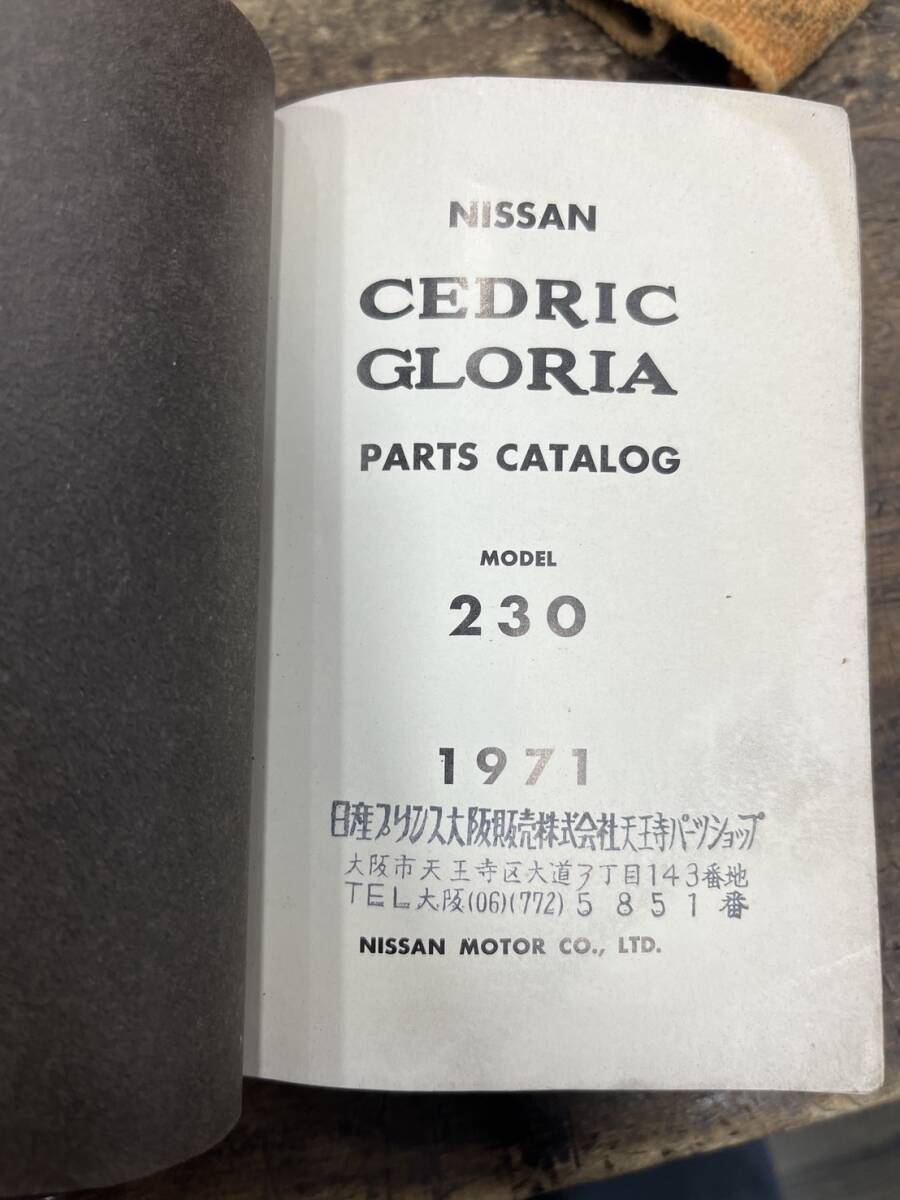 NISSAN
CEDRIC
GLORIA
PARTS CATALOG
MODEL
230
1971
日産プリンス大阪販売株式会社天王寺パーツショップ
大阪市天王寺区大道3丁目143番地
TEL大阪(06)(772)5851番
NISSAN MOTOR CO., LTD.